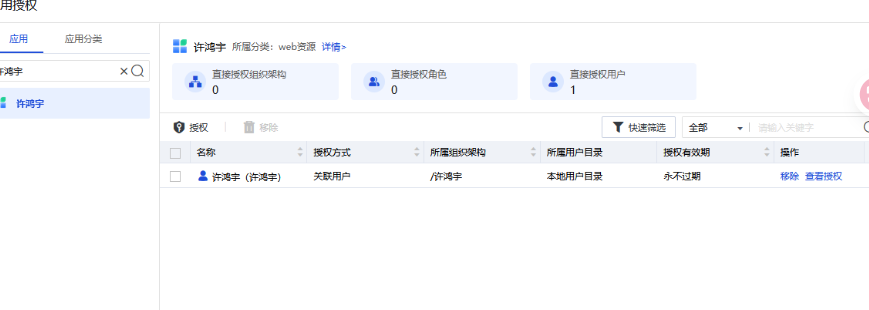 用授权
应用 应用分类
许鸿宇
许鸿宇
许鸿宇 所属分类：web资源 详情>
直接授权组织架构
0
直接授权角色
0
直接授权用户
1
授权 移除 快速筛选 全部 请输入关键字
名称 授权方式 所属组织架构 所属用户目录 授权有效期 操作
许鸿宇（许鸿宇） 关联用户 /许鸿宇 本地用户目录 永不过期 移除 查看授权